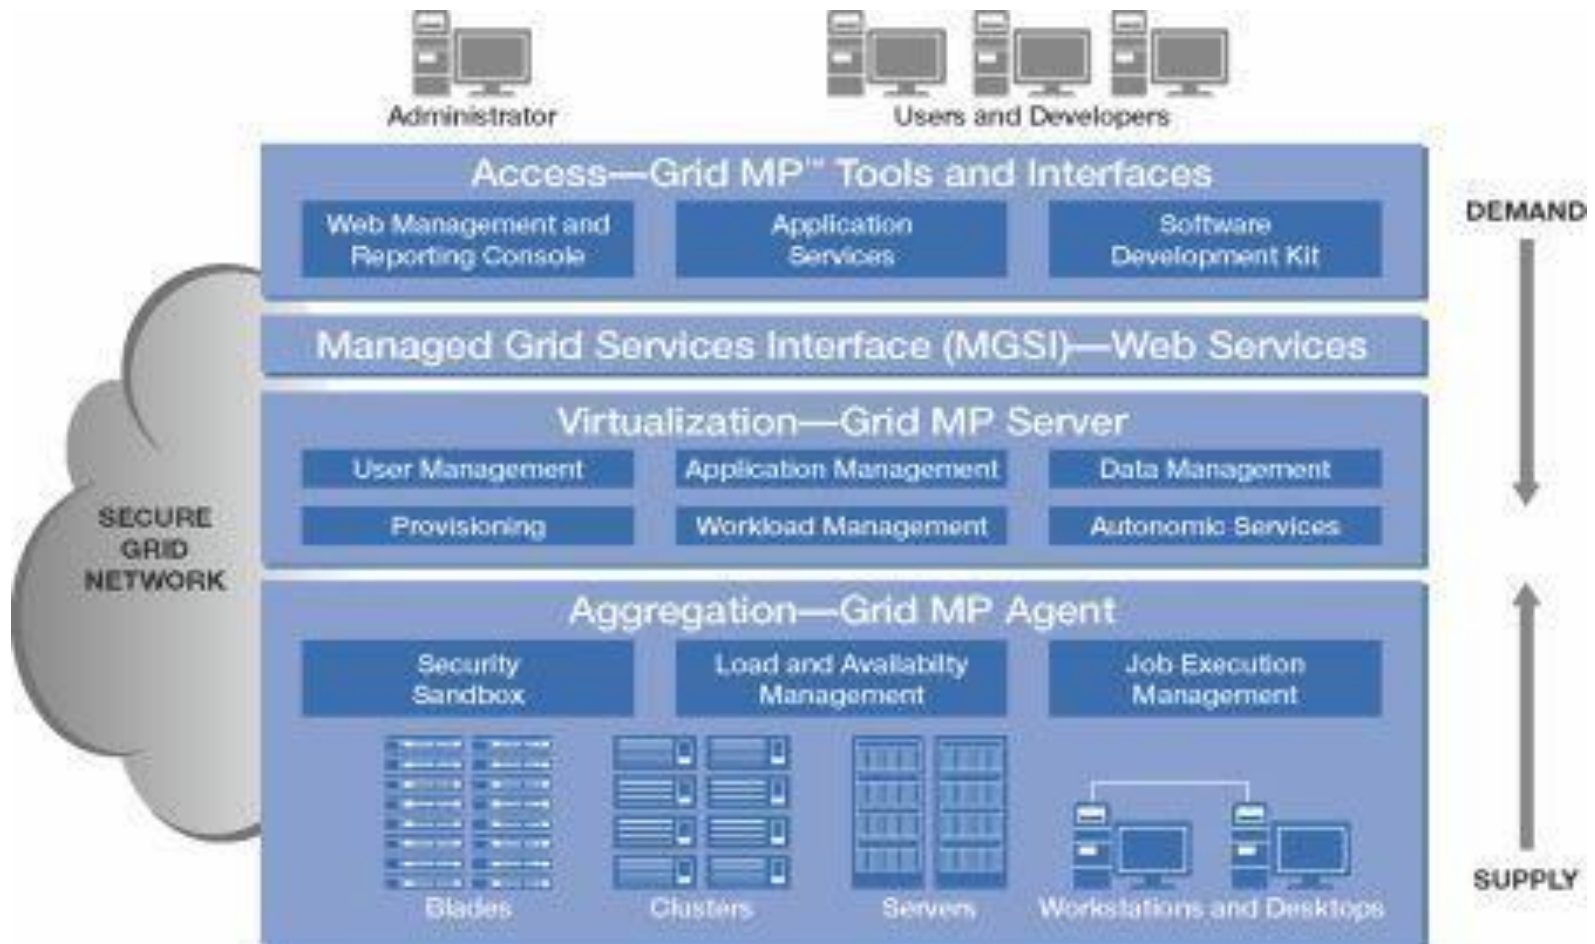 Administrator
Users and Developers
Access—Grid MP™ Tools and Interfaces
Web Management and
Reporting Console
Application
Services
Software
Development Kit
DEMAND
Managed Grid Services Interface (MGSI)—Web Services
Virtualization—Grid MP Server
User Management
Application Management
Data Management
Provisioning
Workload Management
Autonomic Services
SECURE
GRID
NETWORK
Aggregation—Grid MP Agent
Security
Sandbox
Load and Availabilty
Management
Job Execution
Management
Blades
Clusters
Servers
Workstations and Desktops
SUPPLY